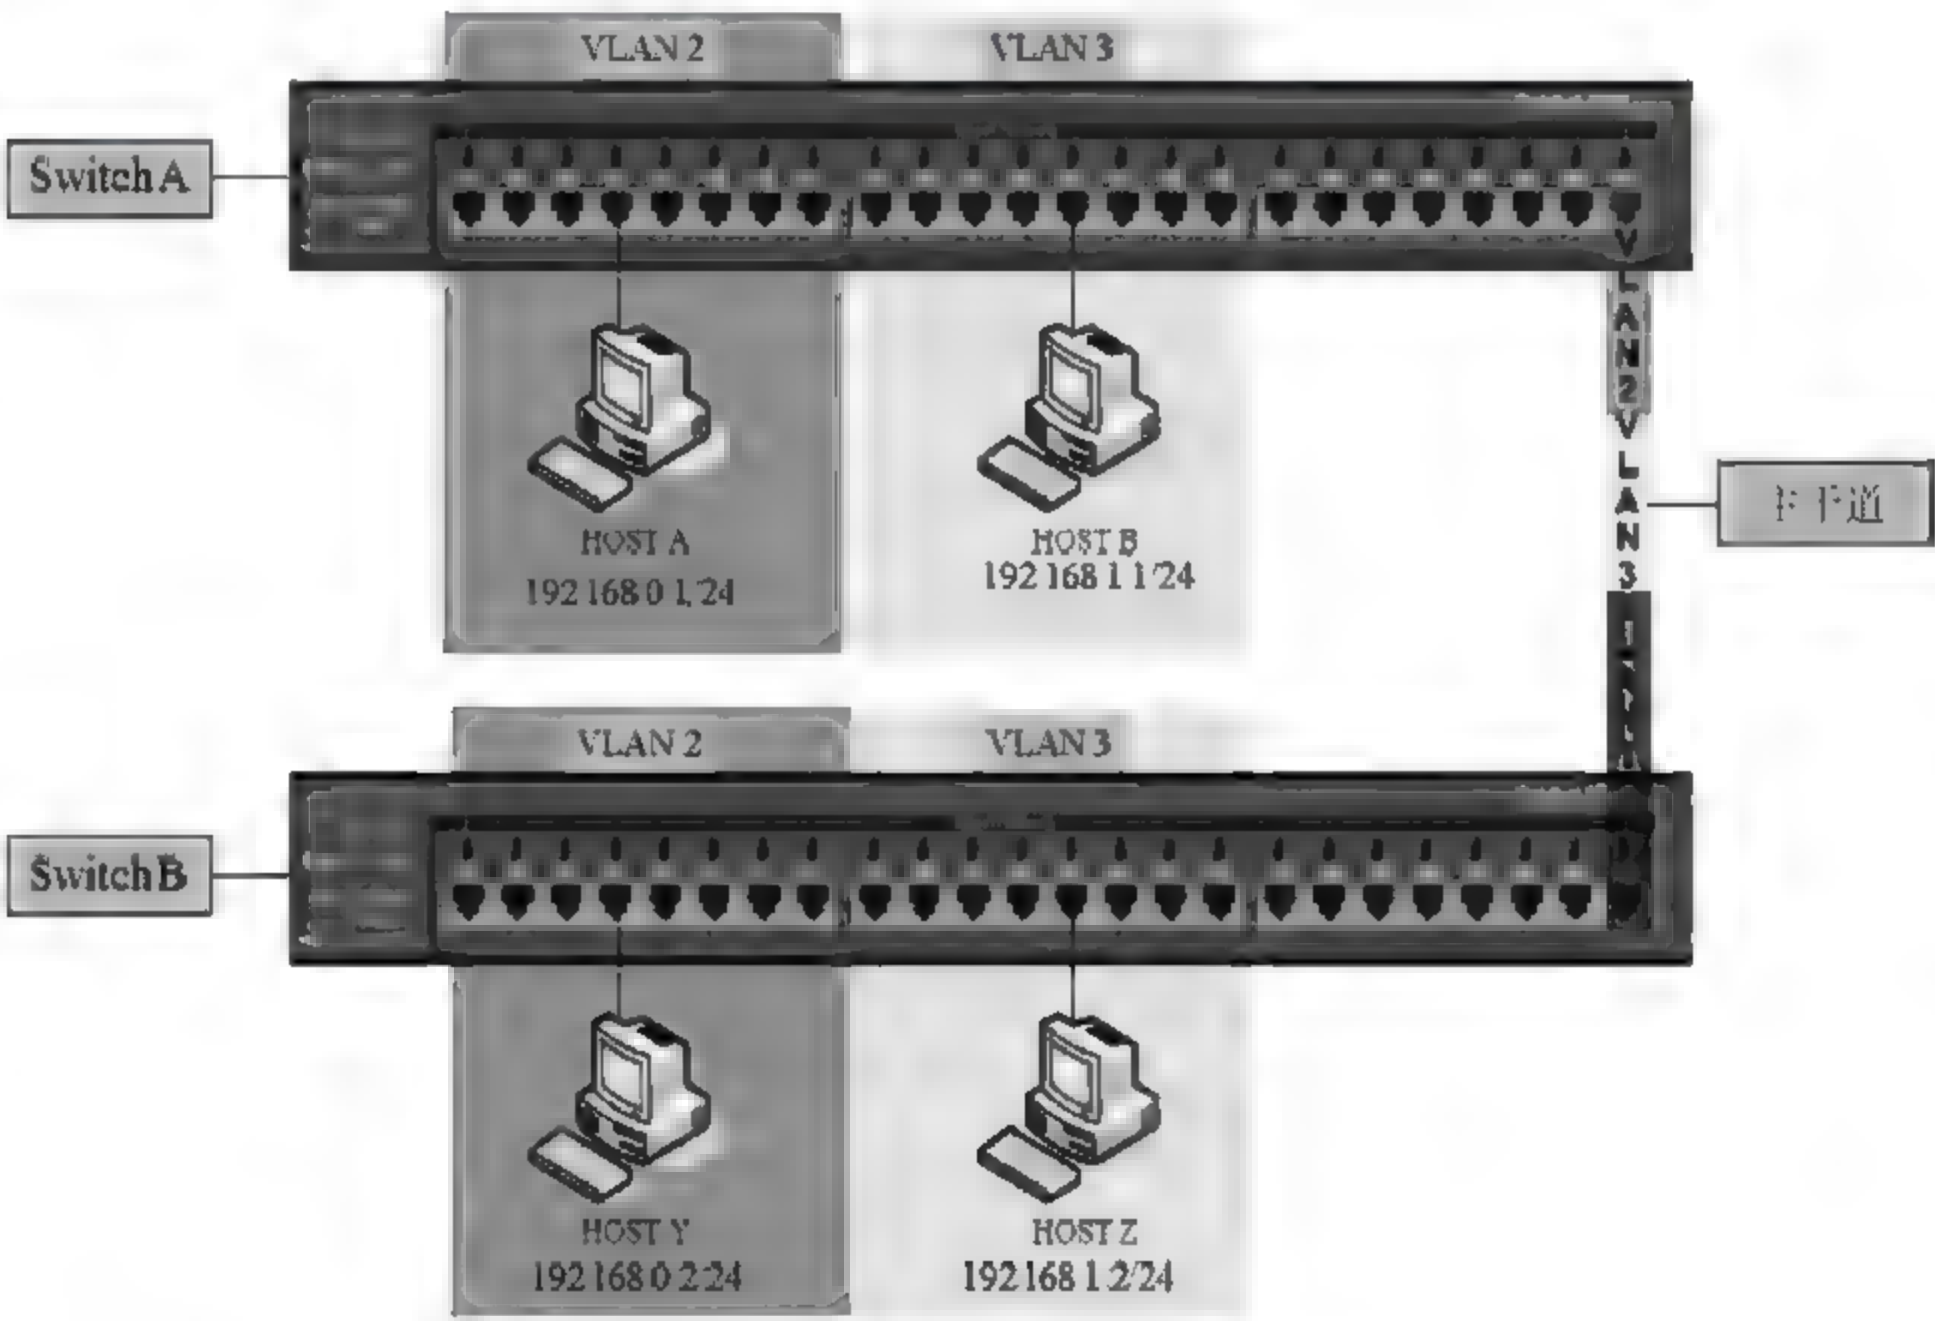 VLAN 2
VLAN 3
Switch A
VLAN2
VLAN3
HOST A
192 168 0 1/24
HOST B
192 168 1 1/24
VLAN 2
VLAN 3
Switch B
HOST Y
192 168 0 2/24
HOST Z
192 168 1 2/24